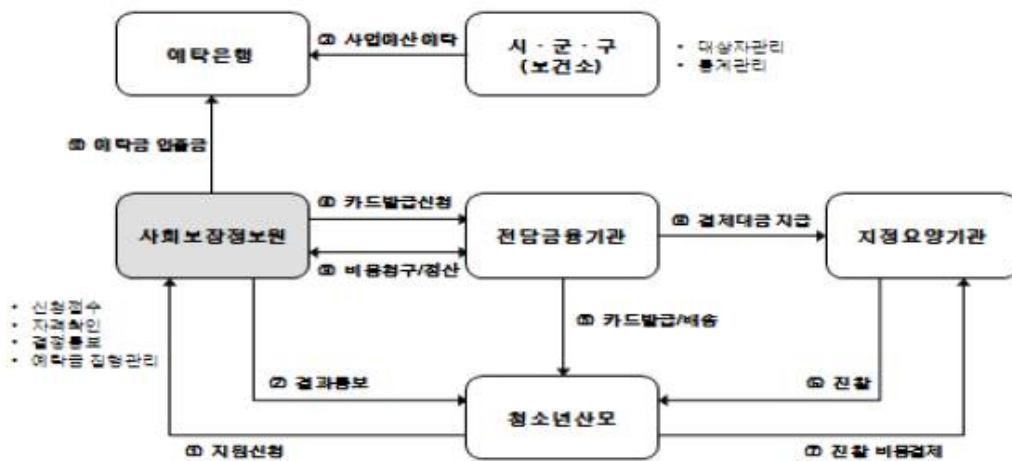 예탁은행
③ 사업예산 예탁
시 · 군 · 구
(보건소)
• 대상자관리
• 통계관리
⑩ 예탁금 입출금
사회보장정보원
④ 카드발급신청
⑨ 비용청구/정산
전담금융기관
⑧ 결제대금 지급
지정요양기관
• 신청접수
• 자격확인
• 결정통보
• 예탁금 집행관리
⑤ 카드발급/배송
② 결과통보
⑥ 진찰
청소년산모
① 지원신청
⑦ 진찰 비용결제